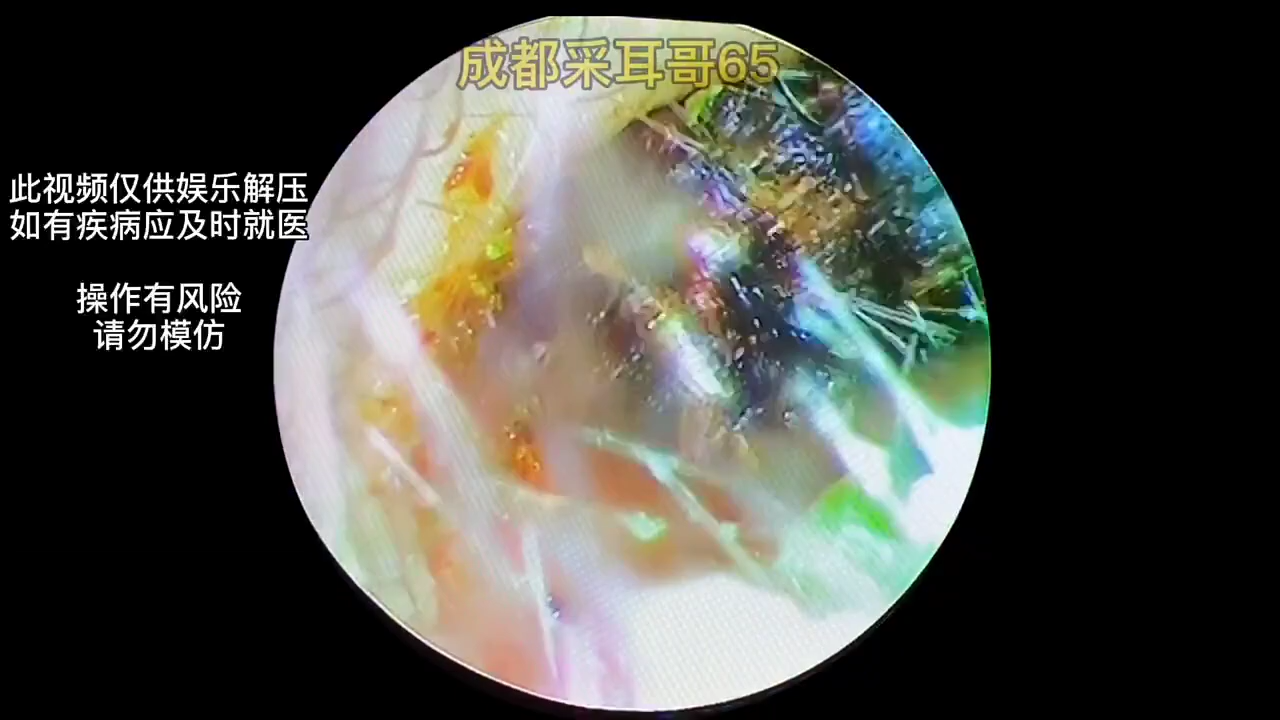 成都采耳哥65
此视频仅供娱乐解压
如有疾病应及时就医
操作有风险
请勿模仿